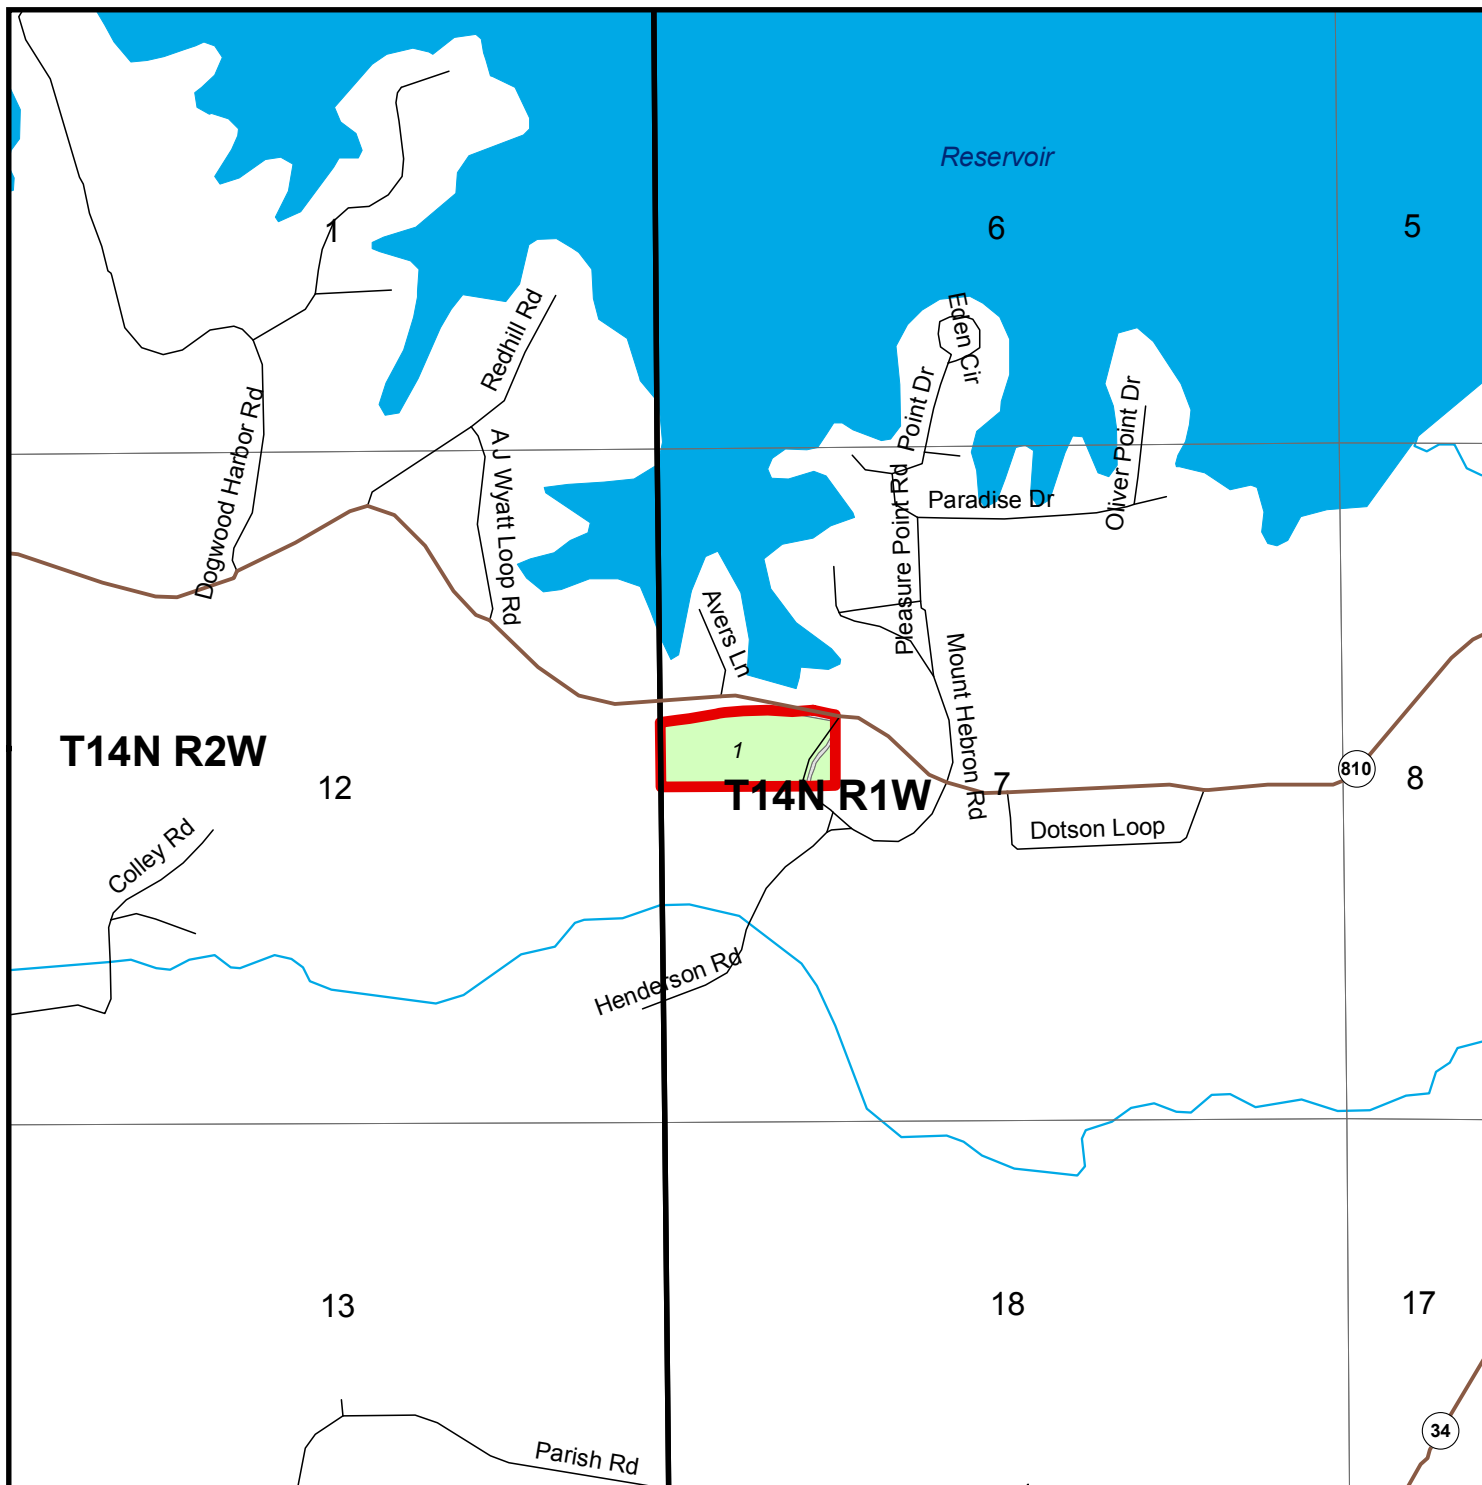 Reservoir
1
6
5
Redhill Rd
Eden Cir
Point Dr
Oliver Point Dr
Dogwood Harbor Rd
A J Wyatt Loop Rd
Pleasure Point Rd
Paradise Dr
Avers Ln
Mount Hebron Rd
T14N R2W
12
1
T14N R1W
7
810
8
Dotson Loop
Colley Rd
Henderson Rd
13
18
17
34
Parish Rd